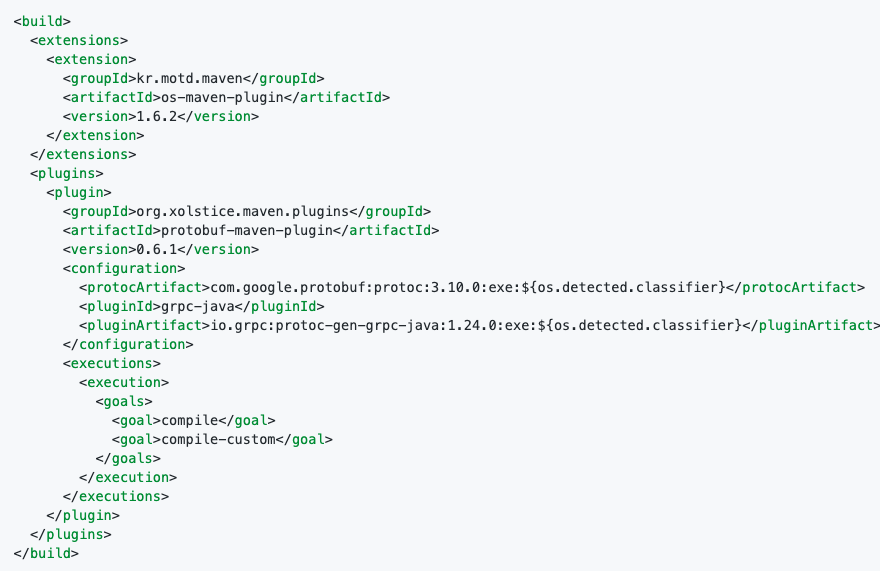 <build>
  <extensions>
    <extension>
      <groupId>kr.motd.maven</groupId>
      <artifactId>os-maven-plugin</artifactId>
      <version>1.6.2</version>
    </extension>
  </extensions>
  <plugins>
    <plugin>
      <groupId>org.xolstice.maven.plugins</groupId>
      <artifactId>protobuf-maven-plugin</artifactId>
      <version>0.6.1</version>
      <configuration>
        <protocArtifact>com.google.protobuf:protoc:3.10.0:exe:${os.detected.classifier}</protocArtifact>
        <pluginId>grpc-java</pluginId>
        <pluginArtifact>io.grpc:protoc-gen-grpc-java:1.24.0:exe:${os.detected.classifier}</pluginArtifact>
      </configuration>
      <executions>
        <execution>
          <goals>
            <goal>compile</goal>
            <goal>compile-custom</goal>
          </goals>
        </execution>
      </executions>
    </plugin>
  </plugins>
</build>